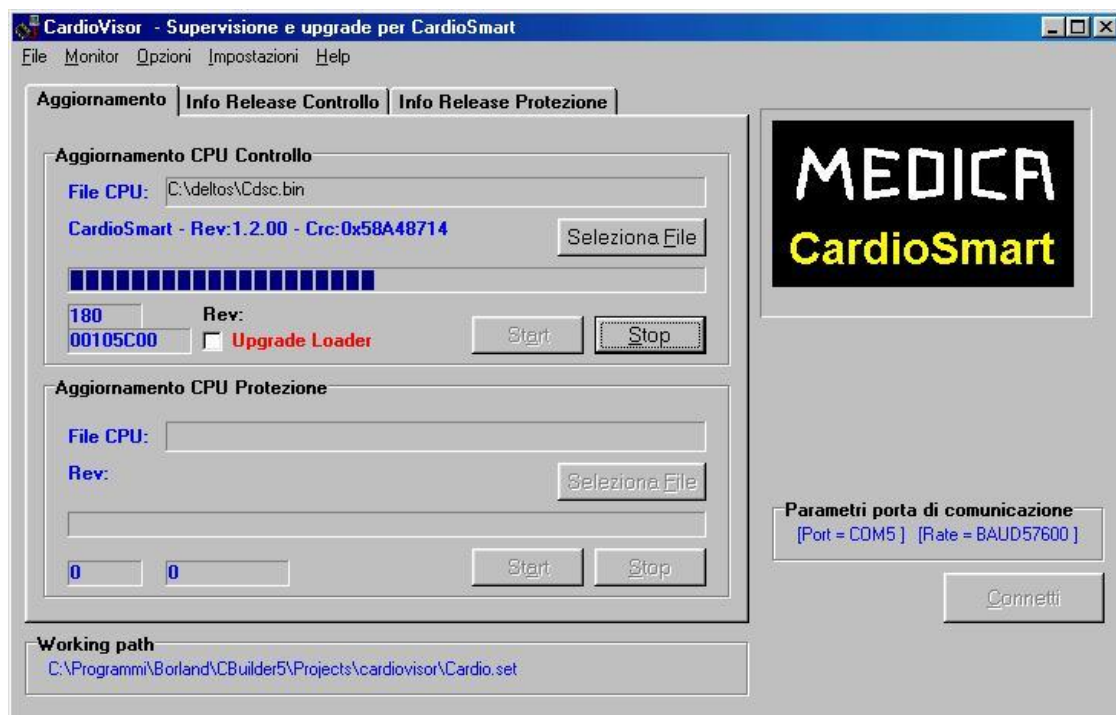 CardioVisor - Supervisione e upgrade per CardioSmart
File Monitor Opzioni Impostazioni Help
Aggiornamento Info Release Controllo Info Release Protezione
Aggiornamento CPU Controllo
File CPU: C:\deltos\Cdsc.bin
CardioSmart - Rev:1.2.00 - Crc:0x58A48714
Seleziona File
180 Rev:
00105C00 Upgrade Loader Start Stop
Aggiornamento CPU Protezione
File CPU:
Rev:
Seleziona File
0 0 Start Stop
MEDICA
CardioSmart
Parametri porta di comunicazione
[Port = COM5 ] [Rate = BAUD57600 ]
Connetti
Working path
C:\Programmi\Borland\CBuilder5\Projects\cardiovisor\Cardio.set